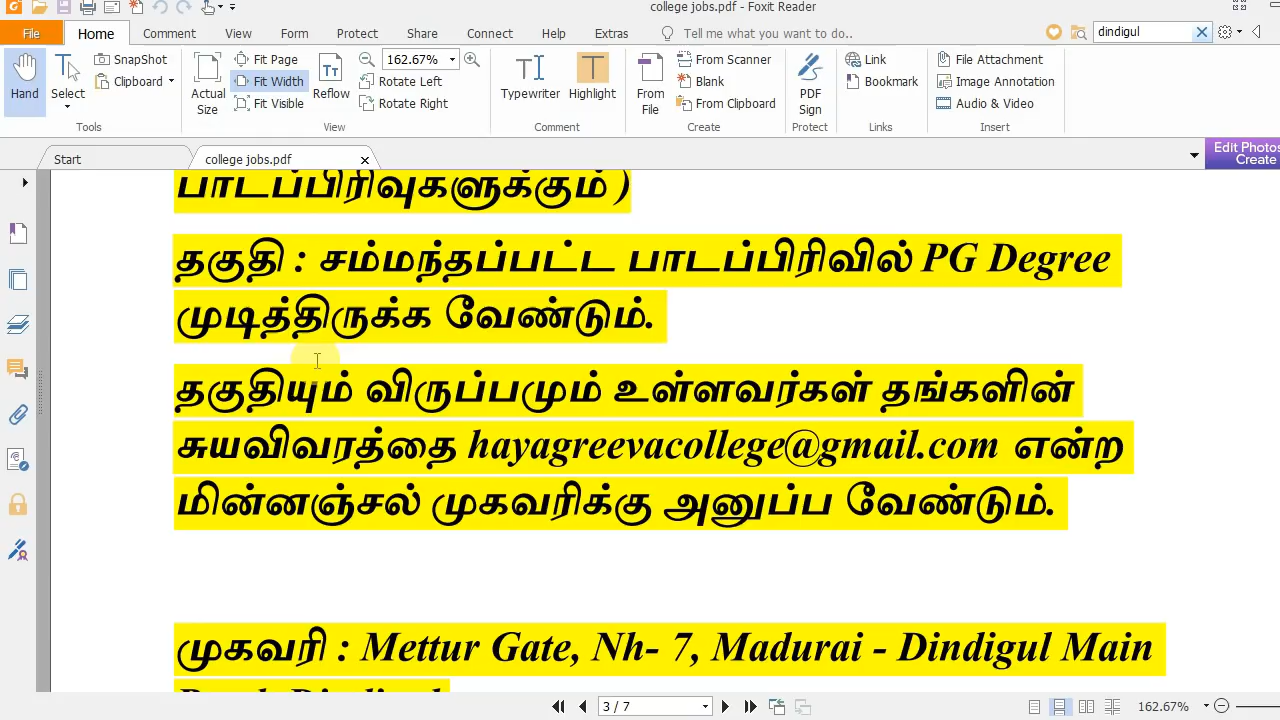 college jobs.pdf - Foxit Reader
File Home Comment View Form Protect Share Connect Help Extras Tell me what you want to do.. dindigul
Hand
Select
SnapShot
Clipboard
Actual Size
Fit Page
Fit Width
Fit Visible
Reflow
162.67%
Rotate Left
Rotate Right
Typewriter
Highlight
From File
From Scanner
Blank
From Clipboard
PDF Sign
Link
Bookmark
File Attachment
Image Annotation
Audio & Video
Tools View Comment Create Protect Links Insert
Start college jobs.pdf
Edit Photos
Create
பாடப்பிரிவுகளுக்கும் )
தகுதி : சம்மந்தப்பட்ட பாடப்பிரிவில் PG Degree
முடித்திருக்க வேண்டும்.
தகுதியும் விருப்பமும் உள்ளவர்கள் தங்களின்
சுயவிவரத்தை hayagreevacollege@gmail.com என்ற
மின்னஞ்சல் முகவரிக்கு அனுப்ப வேண்டும்.
முகவரி : Mettur Gate, Nh- 7, Madurai - Dindigul Main
3 / 7 162.67%